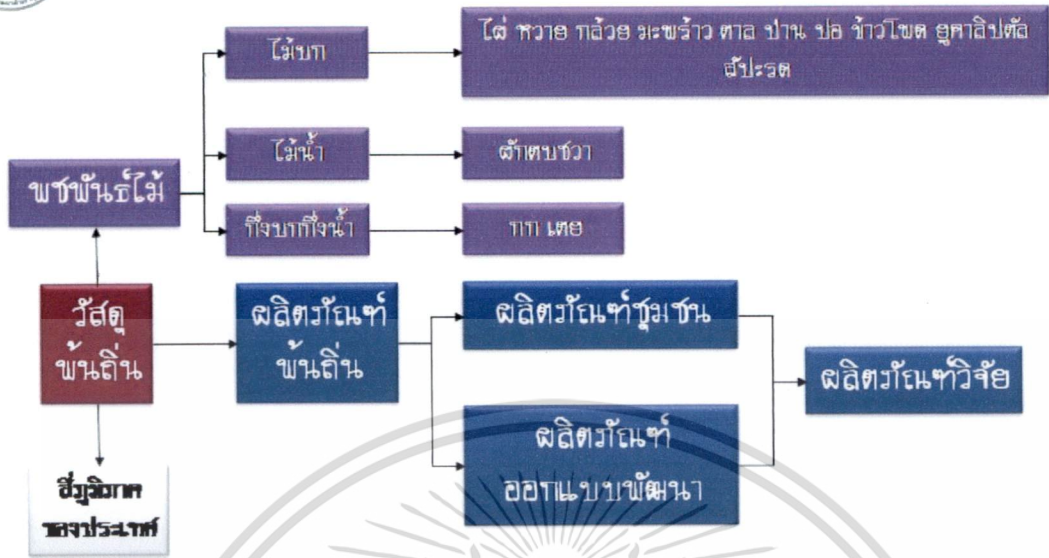 ไม้บก
ไผ่ หวาย กล้วย มะพร้าว ตาล ป่าน ปอ ข้าวโพด ยูคาลิปตัส
สัปะรด
ไม้น้ำ
ผักตบชวา
พชพันธ์ไม้
กึ่งบกกึ่งน้ำ
กก เตย
วัสดุ
พ้นถิ่น
ผลิตภัณฑ์
พ้นถิ่น
ผลิตภัณฑ์ชุมชน
ผลิตภัณฑ์วิจัย
ผลิตภัณฑ์
ออกแบบพัฒนา
สี่ภูมิภาค
ของประเทศ